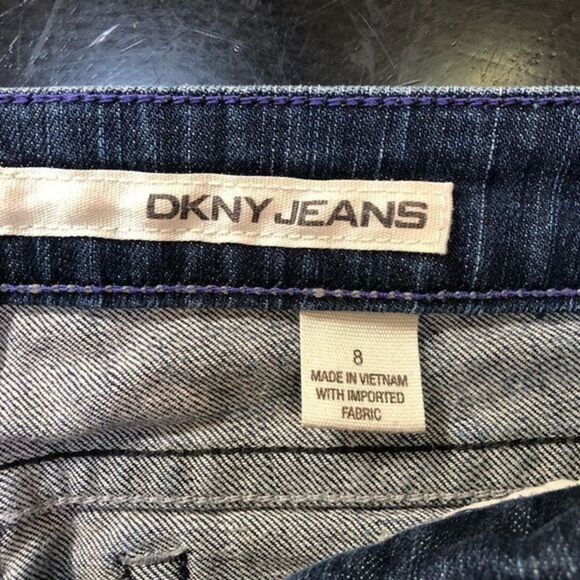 DKNY JEANS
8
MADE IN VIETNAM
WITH IMPORTED
FABRIC